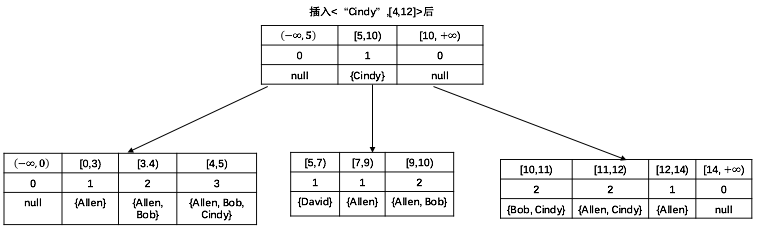 插入<“Cindy”,[4,12]>后
(−∞,5) [5,10) [10, +∞)
0 1 0
null {Cindy} null
(−∞,0) [0,3) [3.4) [4,5)
0 1 2 3
null {Allen} {Allen, Bob} {Allen, Bob, Cindy}
[5,7) [7,9) [9,10)
1 1 2
{David} {Allen} {Allen, Bob}
[10,11) [11,12) [12,14) [14, +∞)
2 2 1 0
{Bob, Cindy} {Allen, Cindy} {Allen} null